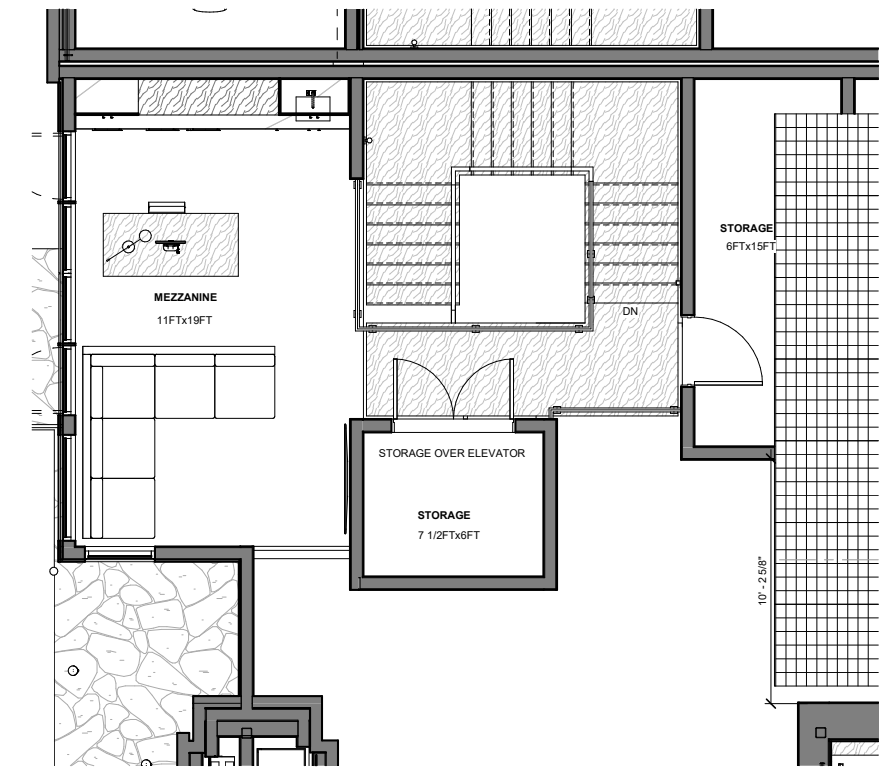 STORAGE
6FTx15FT
MEZZANINE
11FTx19FT
DN
STORAGE OVER ELEVATOR
STORAGE
7 1/2FTx6FT
10' - 2 5/8"